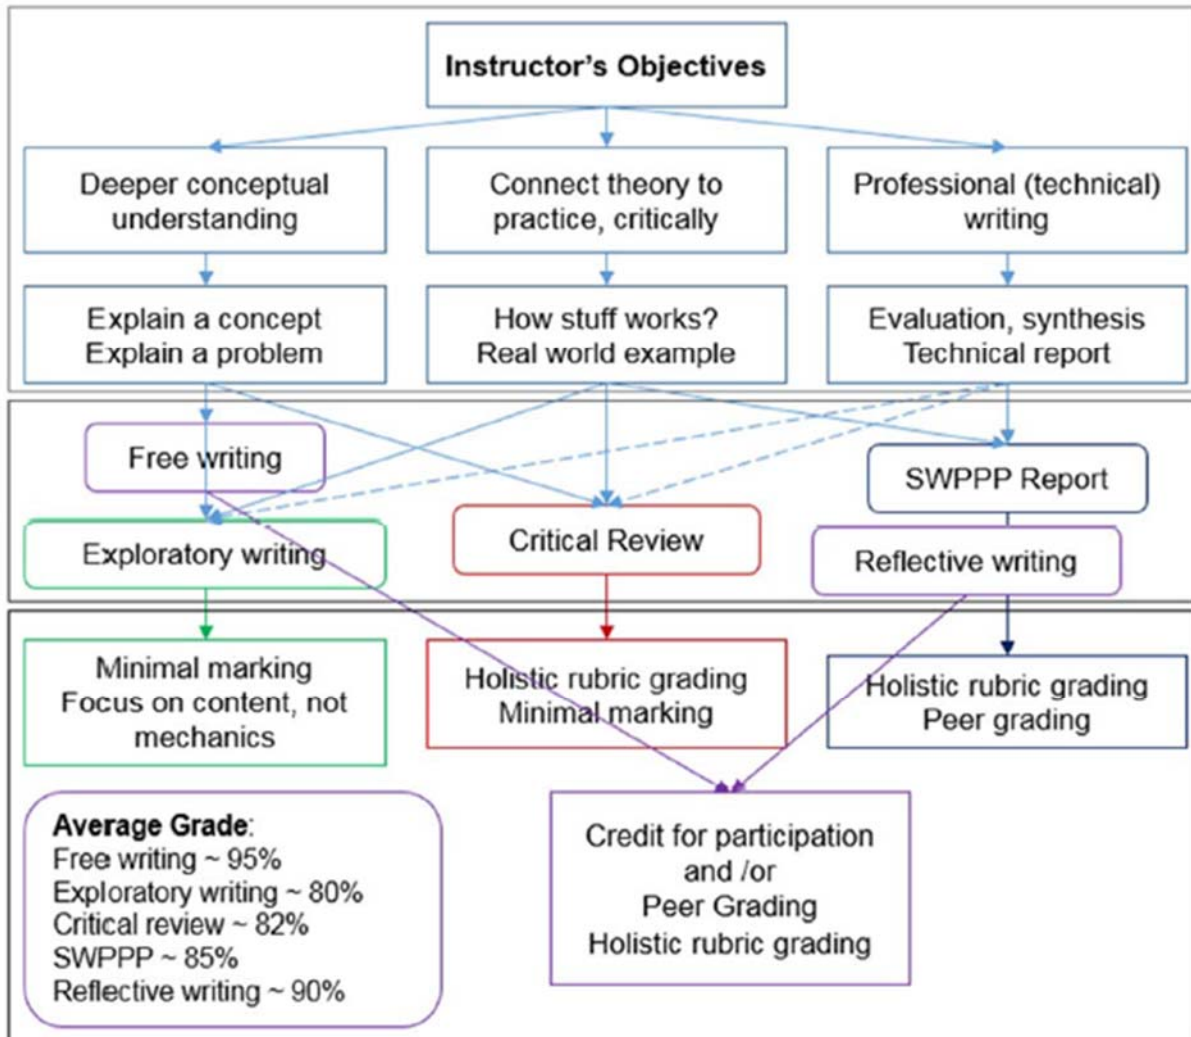 Instructor’s Objectives
Deeper conceptual
understanding
Connect theory to
practice, critically
Professional (technical)
writing
Explain a concept
Explain a problem
How stuff works?
Real world example
Evaluation, synthesis
Technical report
Free writing
SWPPP Report
Exploratory writing
Critical Review
Reflective writing
Minimal marking
Focus on content, not
mechanics
Holistic rubric grading
Minimal marking
Holistic rubric grading
Peer grading
Average Grade:
Free writing ~ 95%
Exploratory writing ~ 80%
Critical review ~ 82%
SWPPP ~ 85%
Reflective writing ~ 90%
Credit for participation
and /or
Peer Grading
Holistic rubric grading